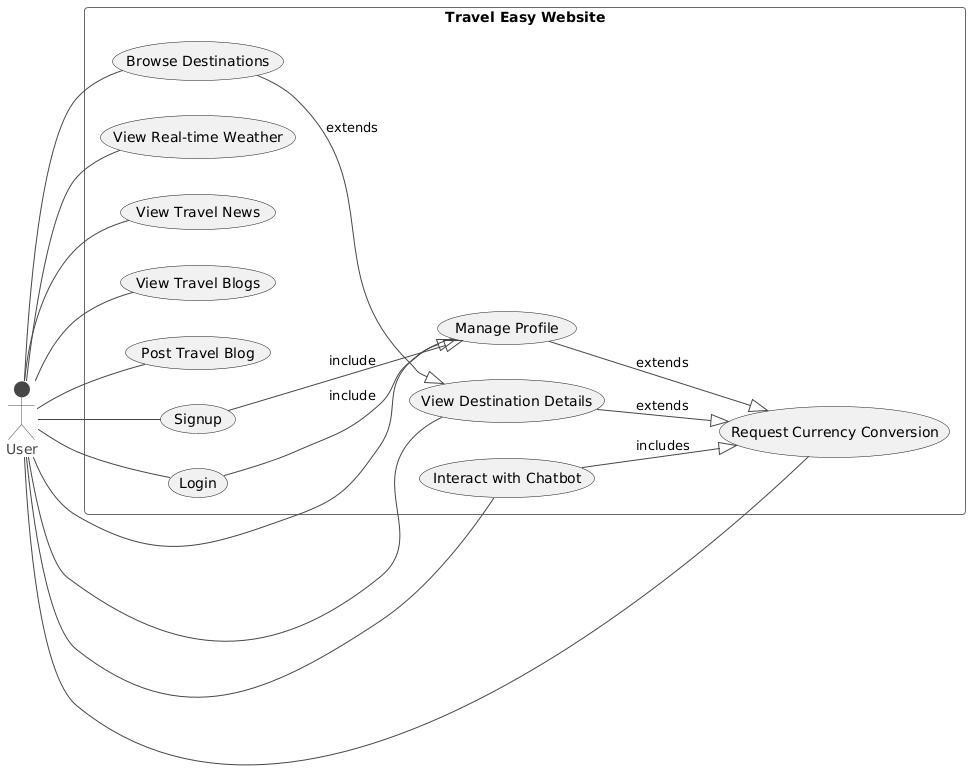 Travel Easy Website
Browse Destinations
extends
View Real-time Weather
View Travel News
View Travel Blogs
Manage Profile
Post Travel Blog
include
extends
include
View Destination Details
extends
Signup
Request Currency Conversion
User
includes
Interact with Chatbot
Login